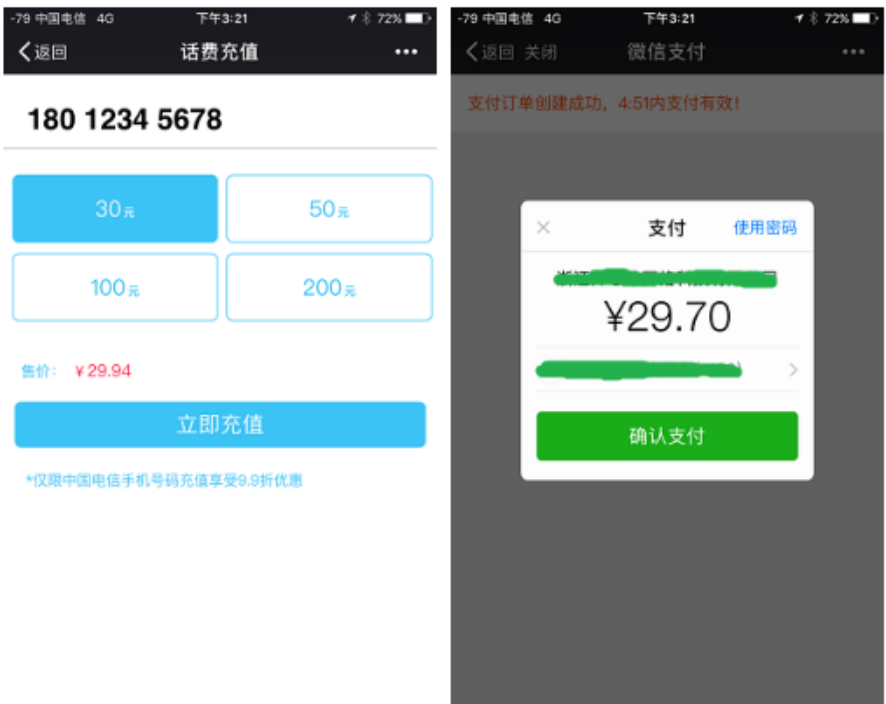 -79 中国电信 4G 下午3:21 72%
返回 话费充值
180 1234 5678
30元 50元
100元 200元
售价: ¥29.94
立即充值
*仅限中国电信手机号码充值享受9.9折优惠
-79 中国电信 4G 下午3:21 72%
返回 关闭 微信支付
支付订单创建成功，4:51内支付有效!
× 支付 使用密码
¥29.70
确认支付